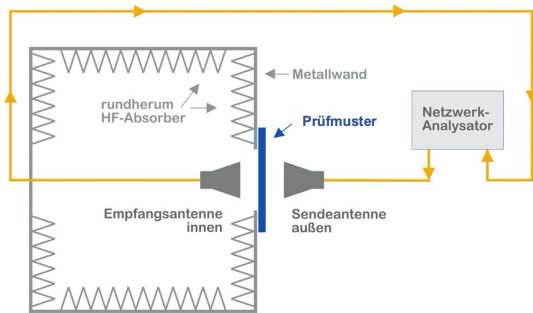 Metallwand
rundherum
HF-Absorber
Prüfmuster
Netzwerk-
Analysator
Empfangsantenne
innen
Sendeantenne
außen